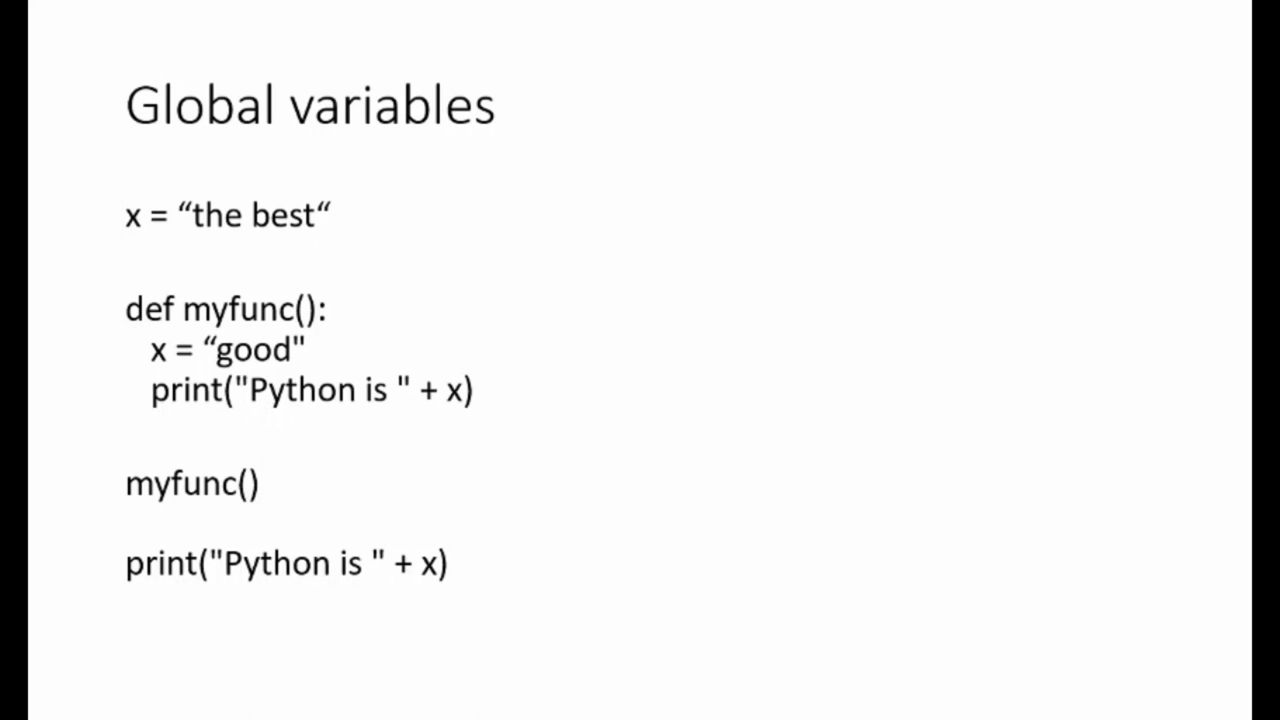 Global variables
x = “the best“
def myfunc():
x = “good"
print("Python is " + x)
myfunc()
print("Python is " + x)